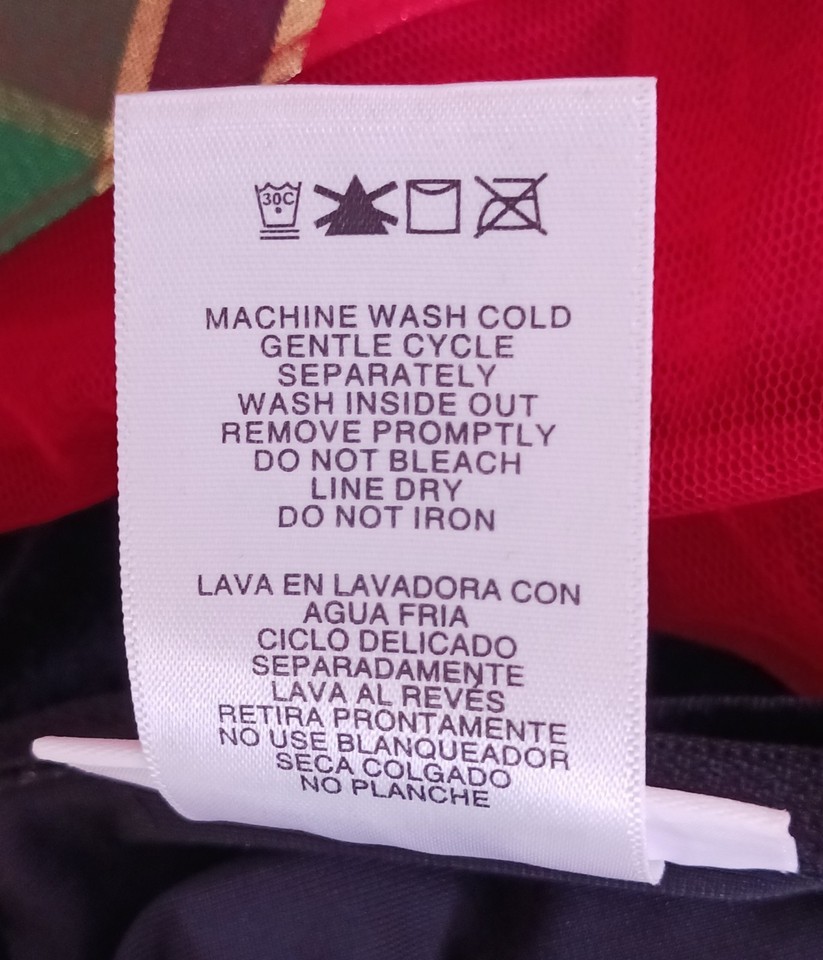 30C
MACHINE WASH COLD
GENTLE CYCLE
SEPARATELY
WASH INSIDE OUT
REMOVE PROMPTLY
DO NOT BLEACH
LINE DRY
DO NOT IRON
LAVA EN LAVADORA CON
AGUA FRIA
CICLO DELICADO
SEPARADAMENTE
LAVA AL REVÉS
RETIRA PRONTAMENTE
NO USE BLANQUEADOR
SECA COLGADO
NO PLANCHE